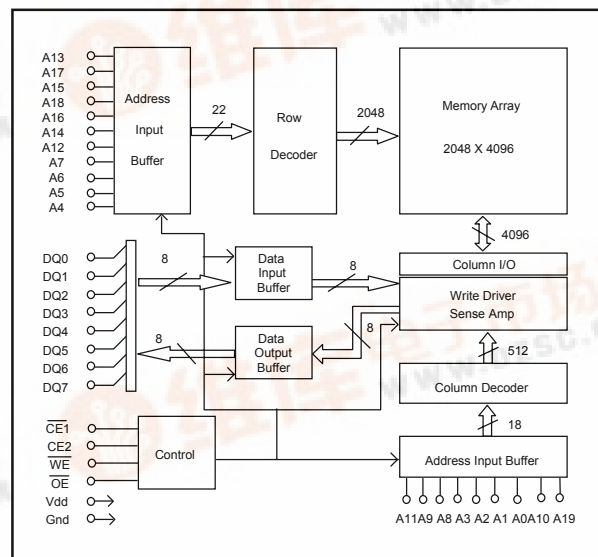 A13
A17
A15
A18
A16
A14
A12
A7
A6
A5
A4
Address
Input
Buffer
22
Row
Decoder
2048
Memory Array
2048 X 4096
4096
DQ0
DQ1
DQ2
DQ3
DQ4
DQ5
DQ6
DQ7
8
Data
Input
Buffer
8
Column I/O
Write Driver
Sense Amp
8
Data
Output
Buffer
8
512
Column Decoder
18
Address Input Buffer
CE1
CE2
WE
OE
Vdd
Gnd
Control
A11A9 A8 A3 A2 A1 A0A10 A19